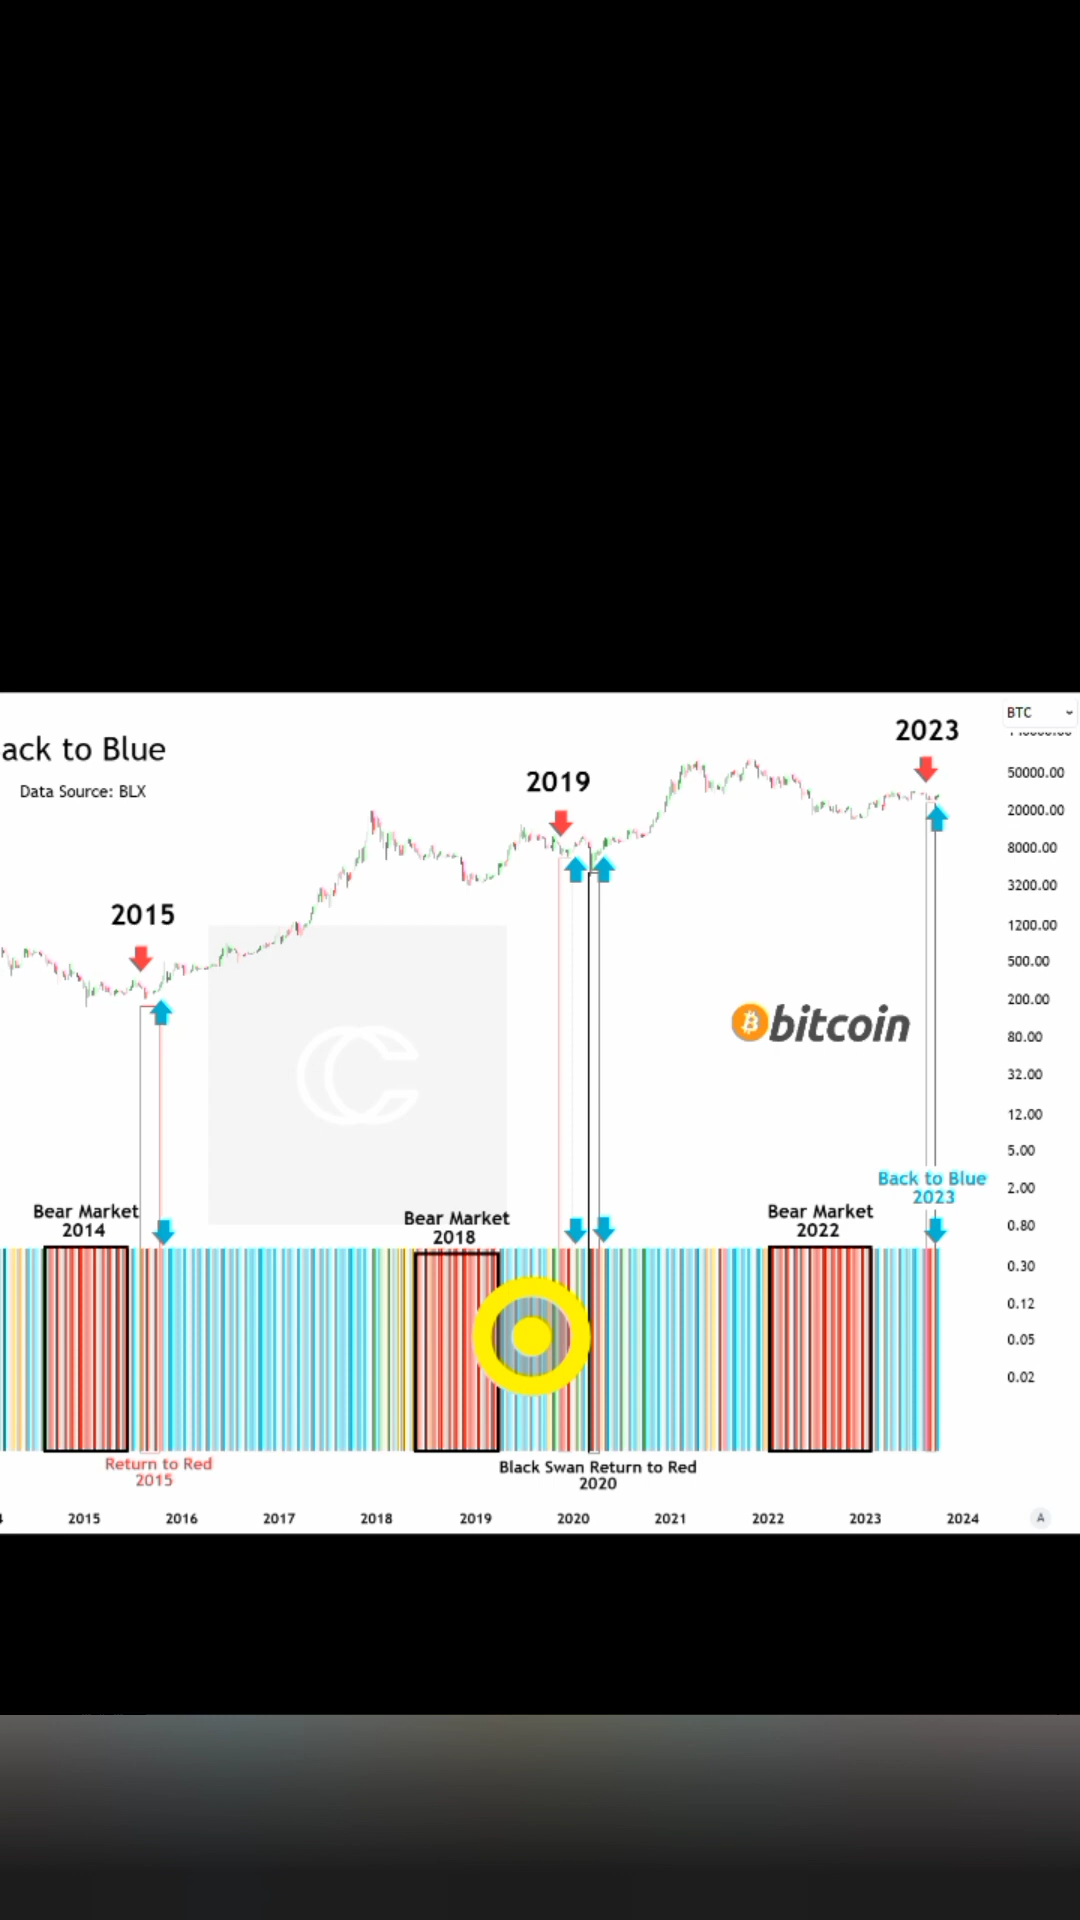 BTC
2023
ack to Blue
50000.00
2019
Data Source: BLX
20000.00
8000.00
3200.00
2015
1200.00
500.00
200.00
bitcoin
80.00
32.00
12.00
5.00
Back to Blue
2023
2.00
Bear Market
2014
Bear Market
2018
Bear Market
2022
0.80
0.30
0.12
0.05
0.02
Return to Red
2015
Black Swan Return to Red
2020
2015 2016 2017 2018 2019 2020 2021 2022 2023 2024 A